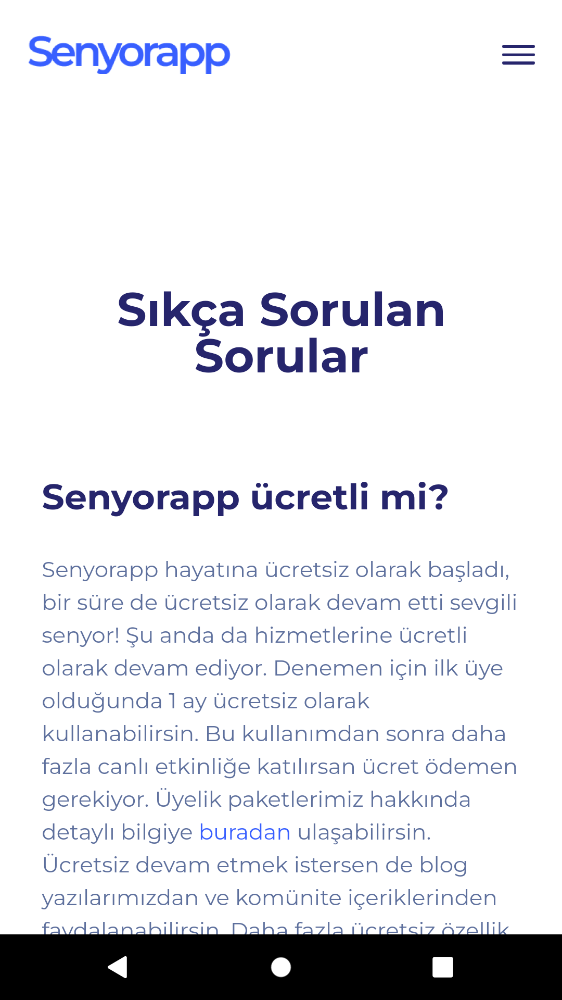 Senyorapp
Sıkça Sorulan
Sorular
Senyorapp ücretli mi?
Senyorapp hayatına ücretsiz olarak başladı,
bir süre de ücretsiz olarak devam etti sevgili
senyor! Şu anda da hizmetlerine ücretli
olarak devam ediyor. Denemen için ilk üye
olduğunda 1 ay ücretsiz olarak
kullanabilirsin. Bu kullanımdan sonra daha
fazla canlı etkinliğe katılırsan ücret ödemen
gerekiyor. Üyelik paketlerimiz hakkında
detaylı bilgiye buradan ulaşabilirsin.
Ücretsiz devam etmek istersen de blog
yazılarımızdan ve komünite içeriklerinden
faydalanabilirsin. Daha fazla ücretsiz özellik